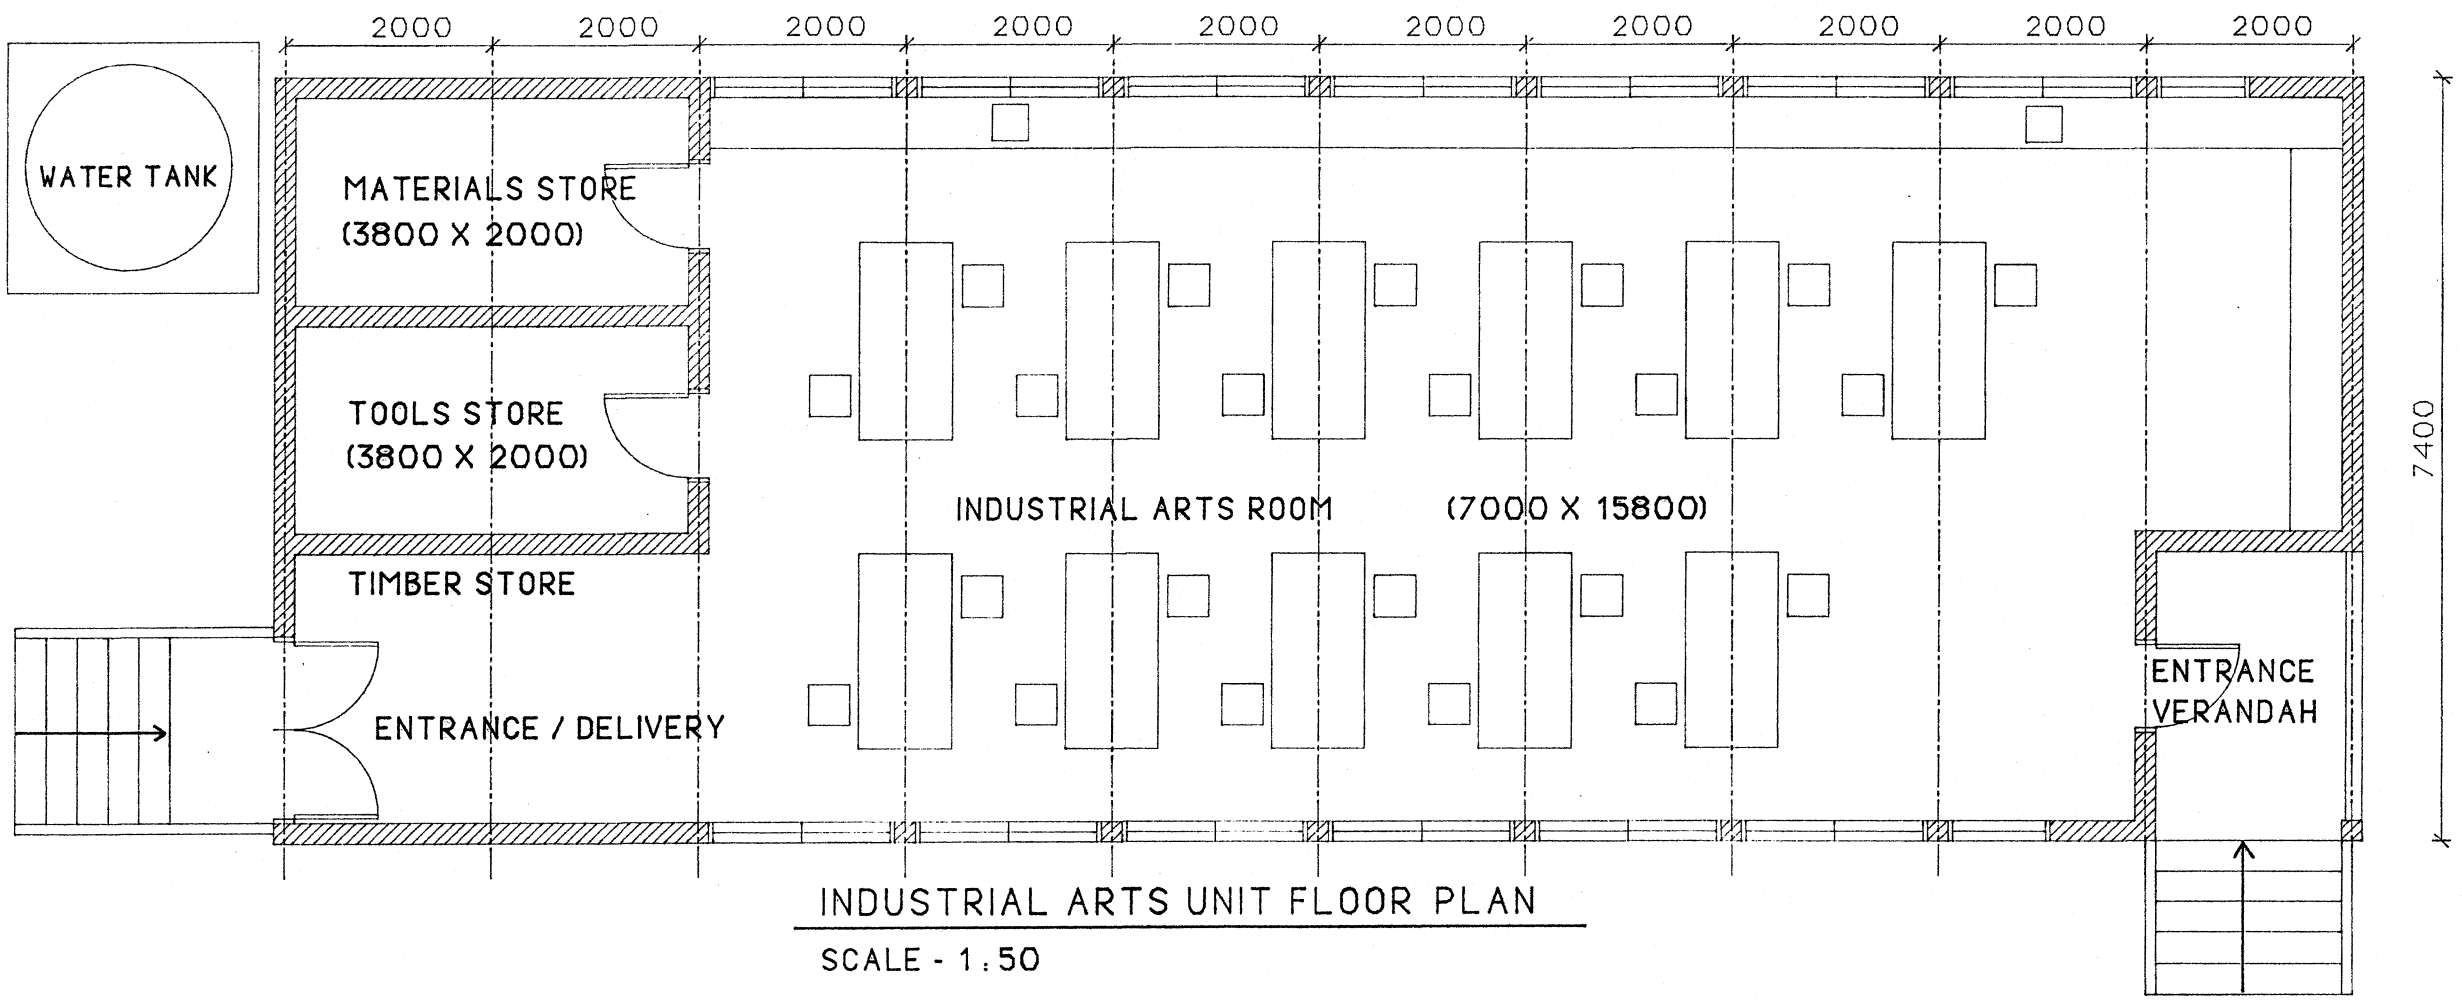 2000 2000 2000 2000 2000 2000 2000 2000 2000 2000
WATER TANK
MATERIALS STORE
(3800 X 2000)
TOOLS STORE
(3800 X 2000)
7400
INDUSTRIAL ARTS ROOM (7000 X 15800)
TIMBER STORE
ENTRANCE
VERANDAH
ENTRANCE / DELIVERY
INDUSTRIAL ARTS UNIT FLOOR PLAN
SCALE - 1:50